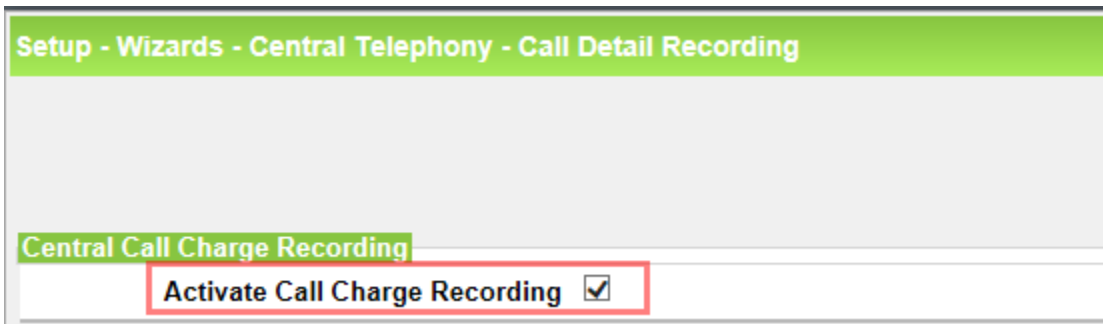 Setup - Wizards - Central Telephony - Call Detail Recording
Central Call Charge Recording
Activate Call Charge Recording